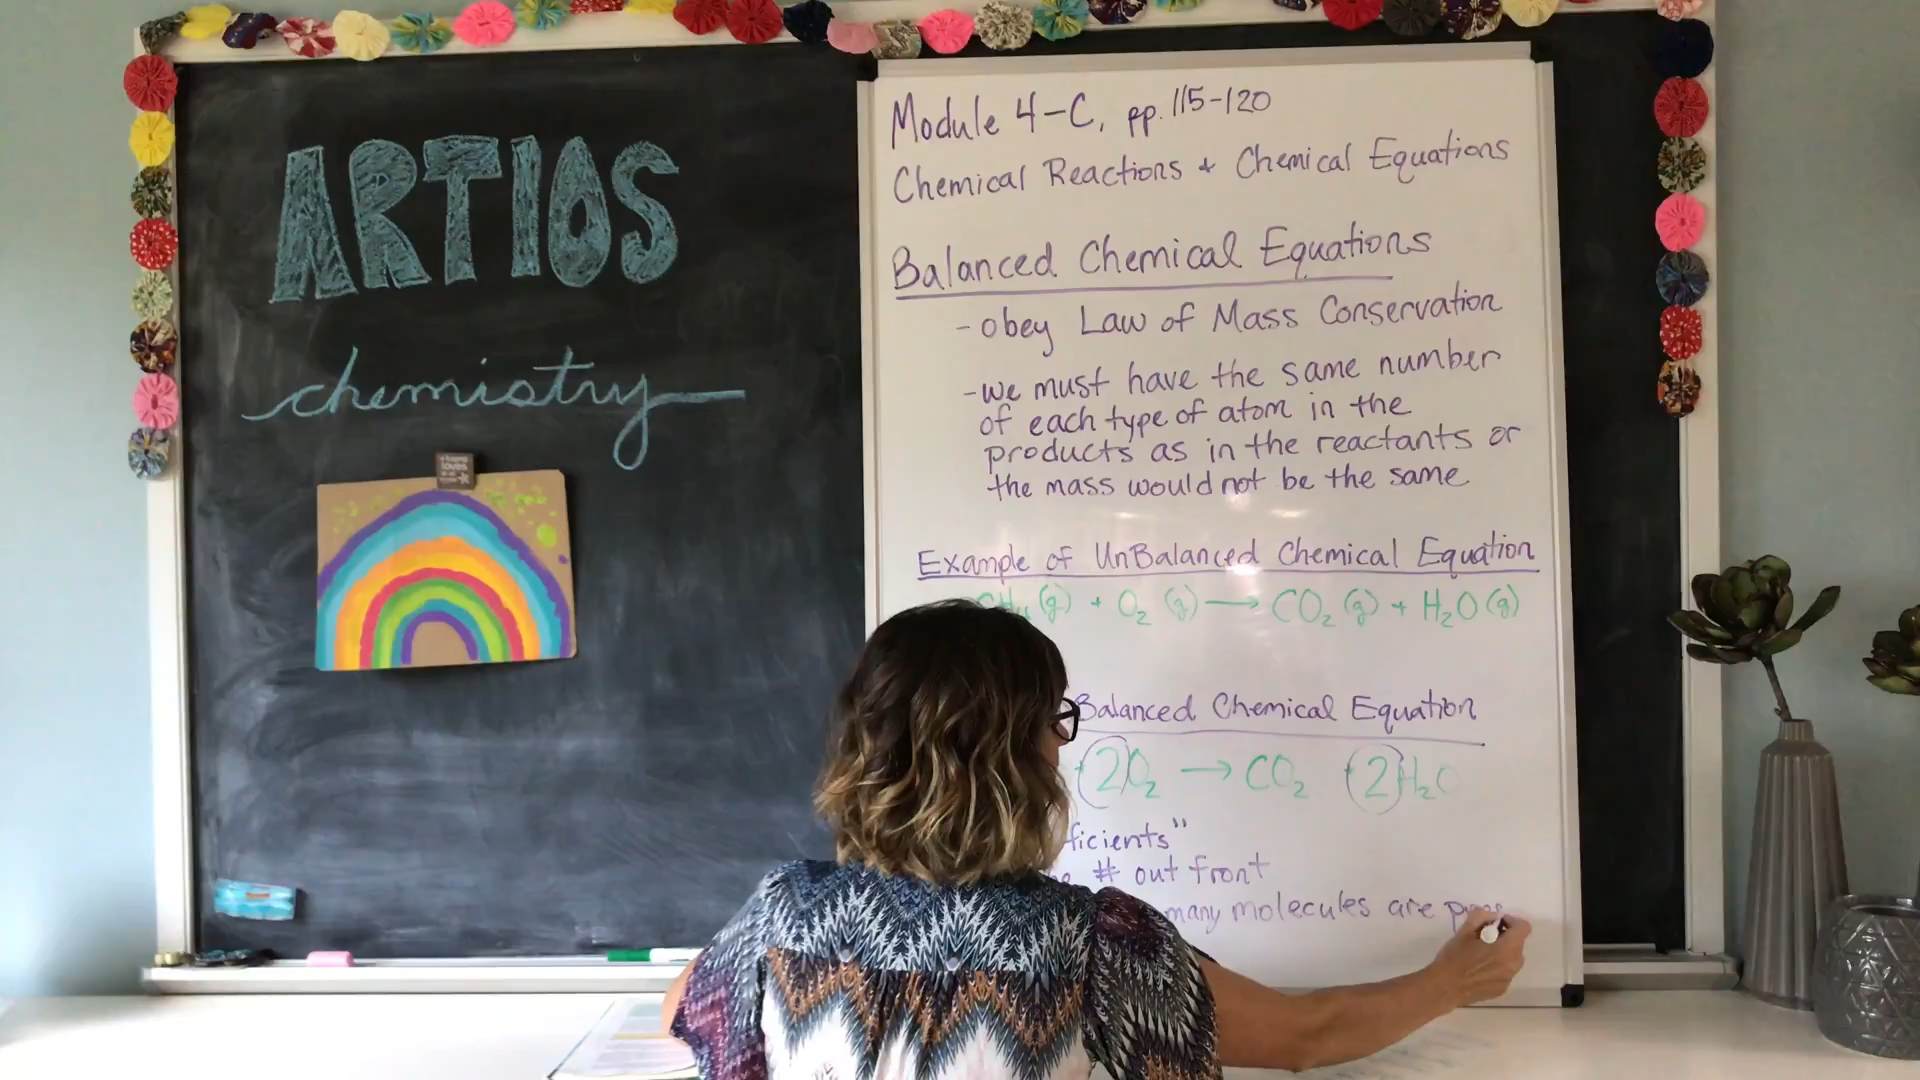 ARTIOS
chemistry
Module 4-C, pp. 115-120
Chemical Reactions + Chemical Equations
Balanced Chemical Equations
- obey Law of Mass Conservation
- we must have the same number
of each type of atom in the
products as in the reactants or
the mass would not be the same
Example of UnBalanced Chemical Equation
CH₄ (g) + O₂ (g) → CO₂ (g) + H₂O (g)
Balanced Chemical Equation
+ 2O₂ → CO₂ + 2H₂O
ficients"
# out front
many molecules are